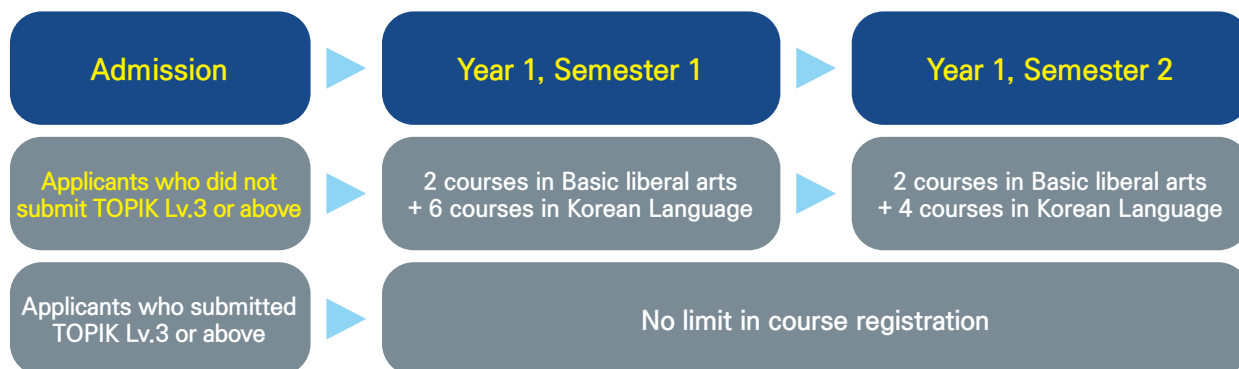 Admission
Year 1, Semester 1
Year 1, Semester 2
Applicants who did not
submit TOPIK Lv.3 or above
2 courses in Basic liberal arts
+ 6 courses in Korean Language
2 courses in Basic liberal arts
+ 4 courses in Korean Language
Applicants who submitted
TOPIK Lv.3 or above
No limit in course registration